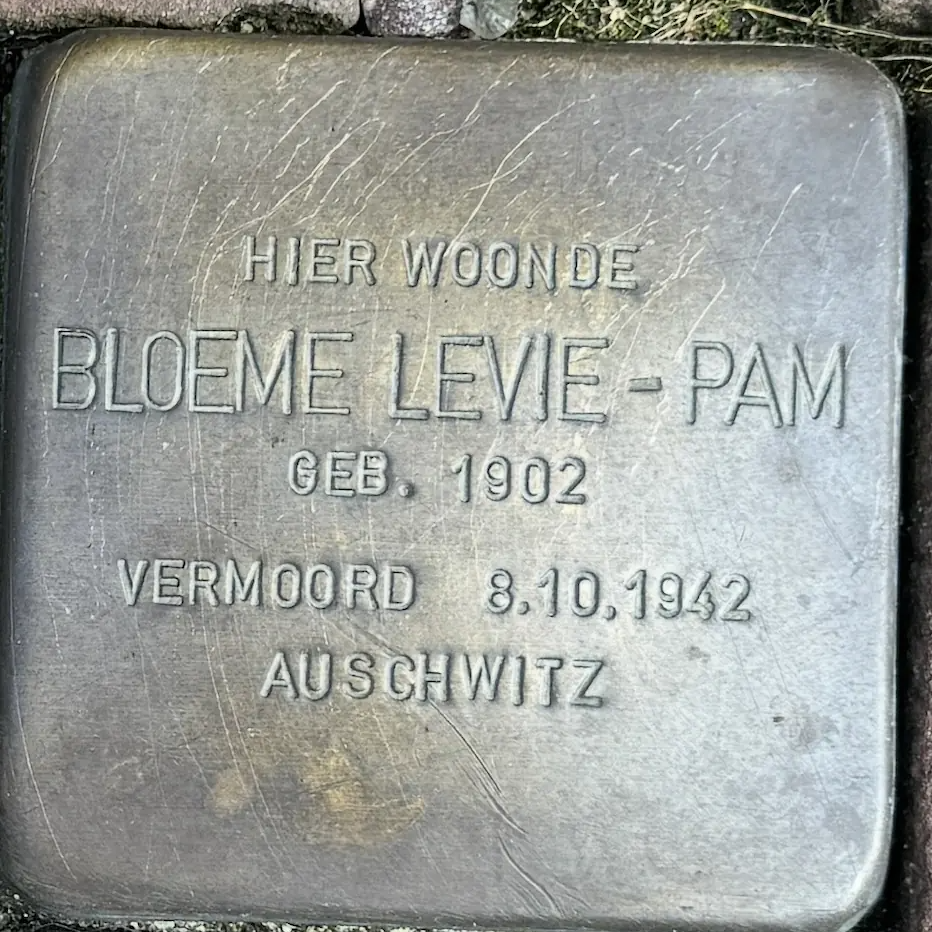 HIER WOONDE
BLOEME LEVIE - PAM
GEB. 1902
VERMOORD 8.10.1942
AUSCHWITZ